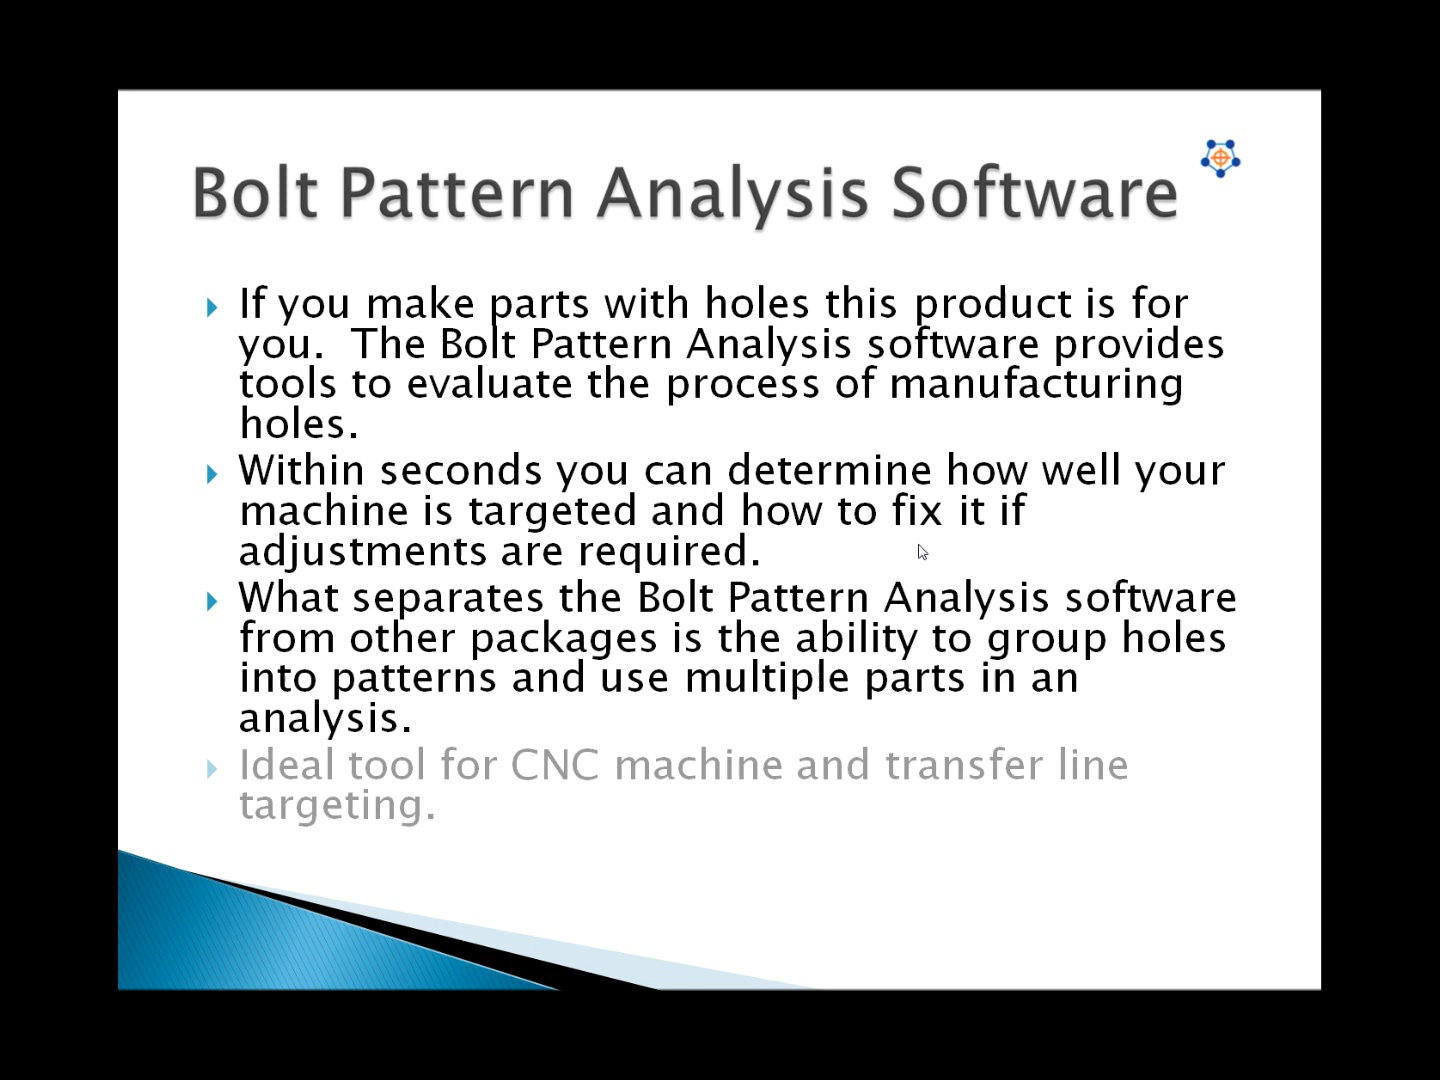 Bolt Pattern Analysis Software
If you make parts with holes this product is for
you.  The Bolt Pattern Analysis software provides
tools to evaluate the process of manufacturing
holes.
Within seconds you can determine how well your
machine is targeted and how to fix it if
adjustments are required.
What separates the Bolt Pattern Analysis software
from other packages is the ability to group holes
into patterns and use multiple parts in an
analysis.
Ideal tool for CNC machine and transfer line
targeting.